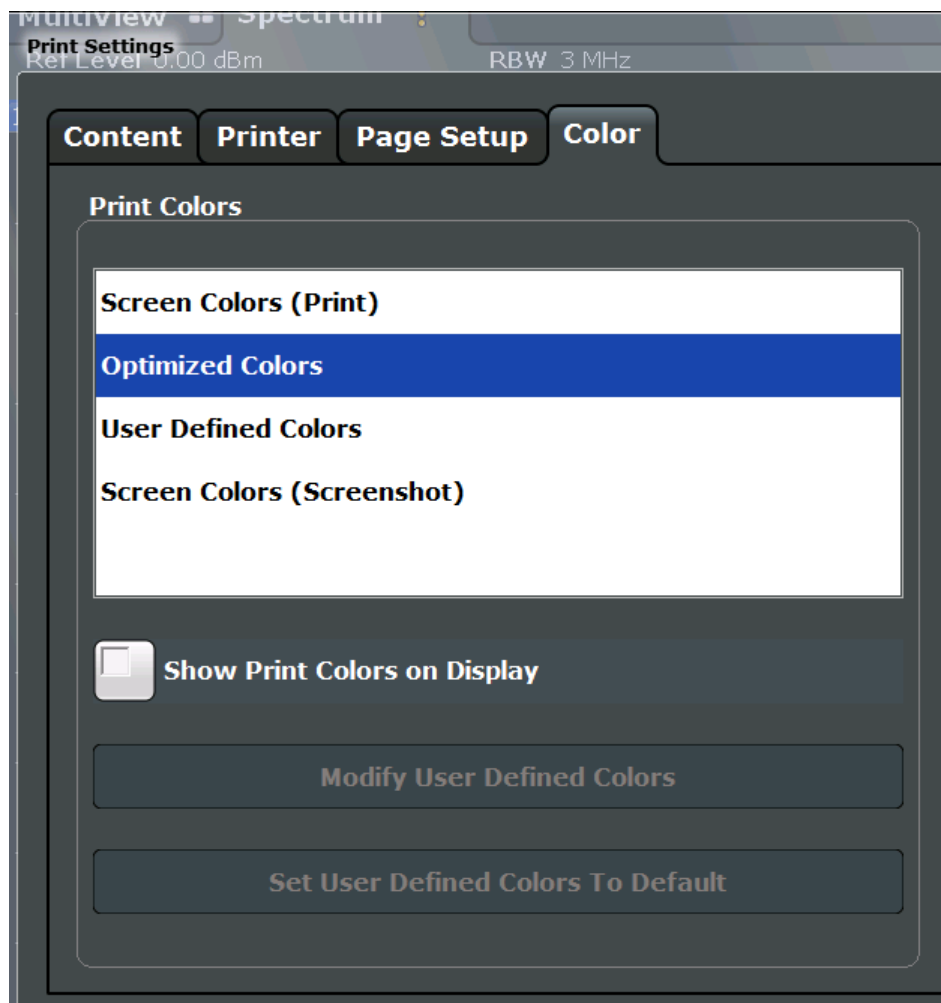 MultiView Spectrum
Print Settings
Ref Level 0.00 dBm RBW 3 MHz
Content Printer Page Setup Color
Print Colors
Screen Colors (Print)
Optimized Colors
User Defined Colors
Screen Colors (Screenshot)
Show Print Colors on Display
Modify User Defined Colors
Set User Defined Colors To Default